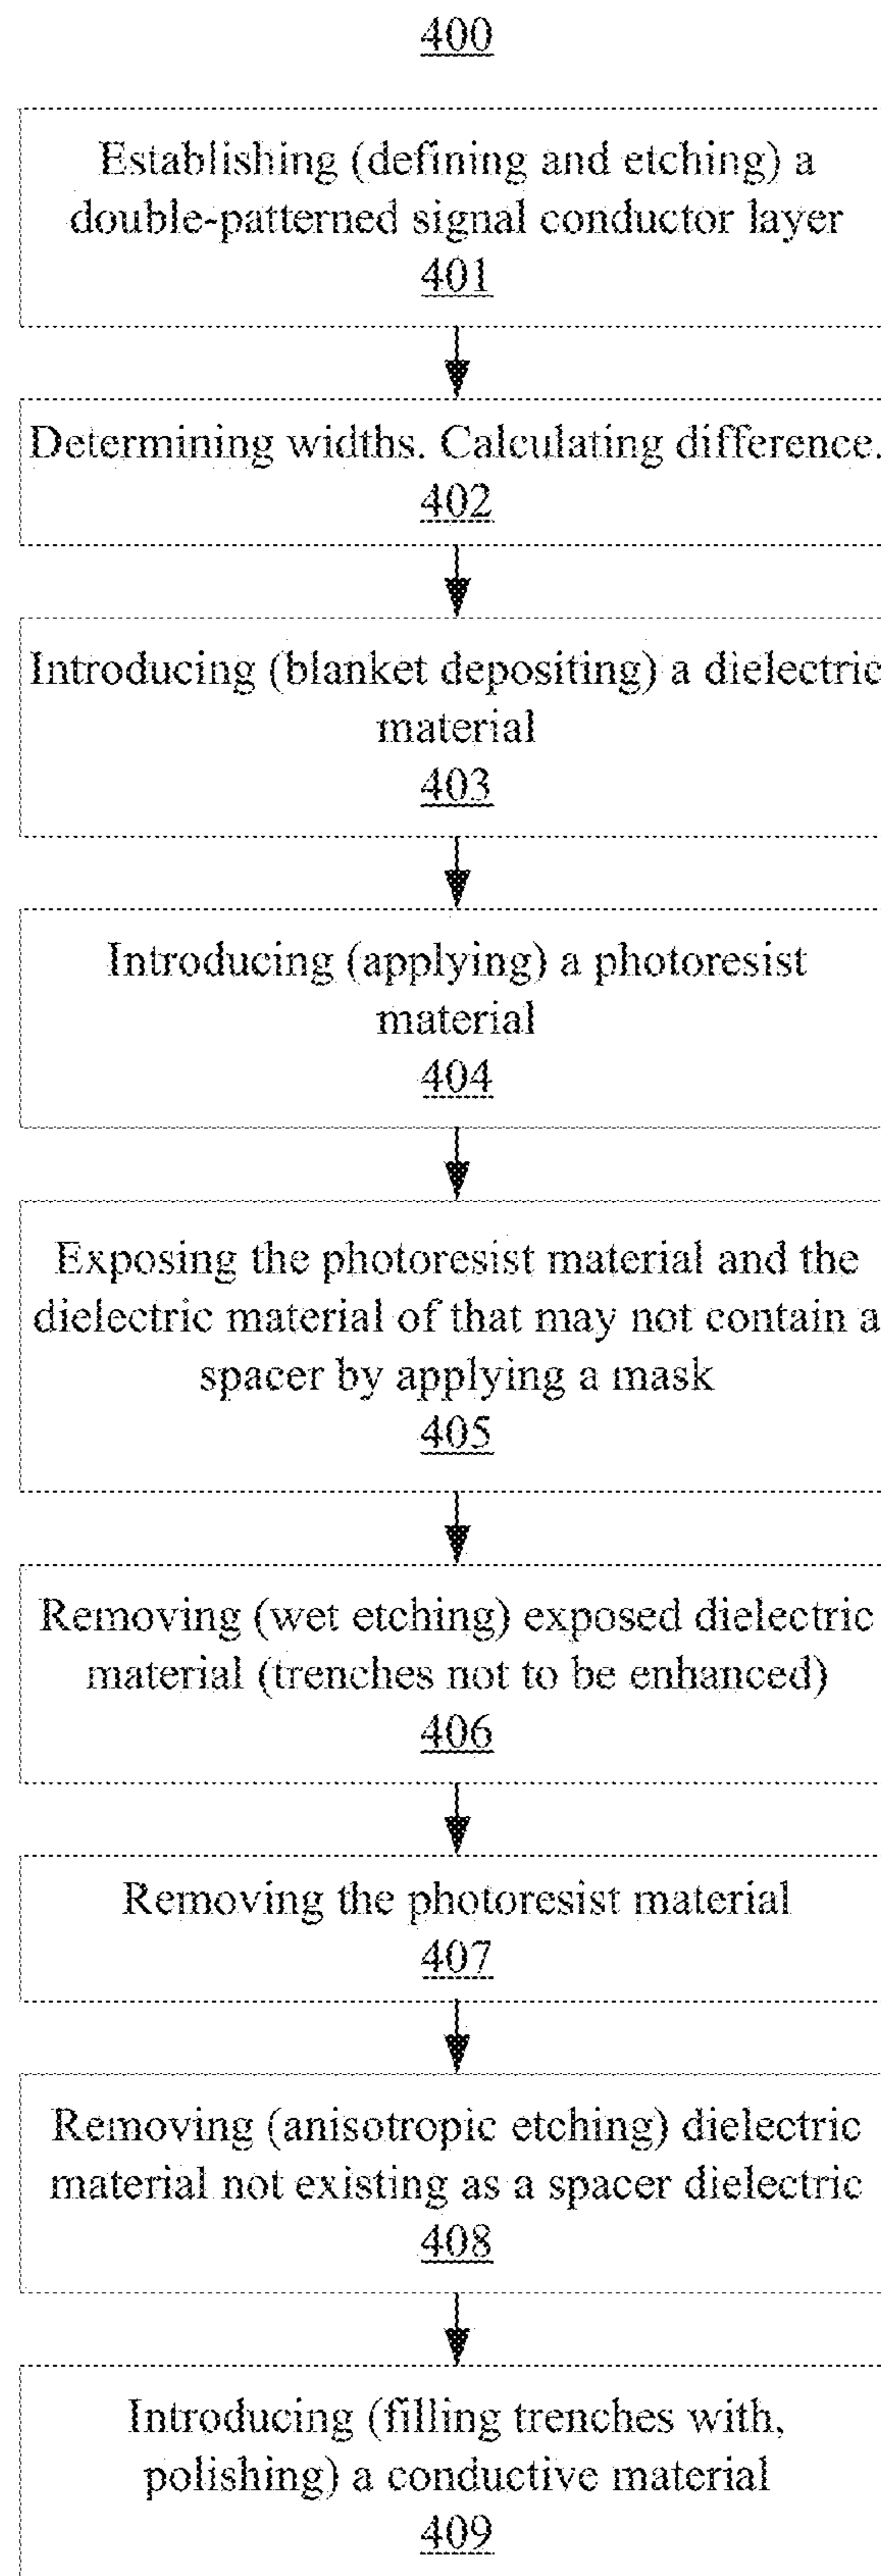 400
Establishing (defining and etching) a
double-patterned signal conductor layer
401
Determining widths. Calculating difference.
402
Introducing (blanket depositing) a dielectric
material
403
Introducing (applying) a photoresist
material
404
Exposing the photoresist material and the
dielectric material of that may not contain a
spacer by applying a mask
405
Removing (wet etching) exposed dielectric
material (trenches not to be enhanced)
406
Removing the photoresist material
407
Removing (anisotropic etching) dielectric
material not existing as a spacer dielectric
408
Introducing (filling trenches with,
polishing) a conductive material
409